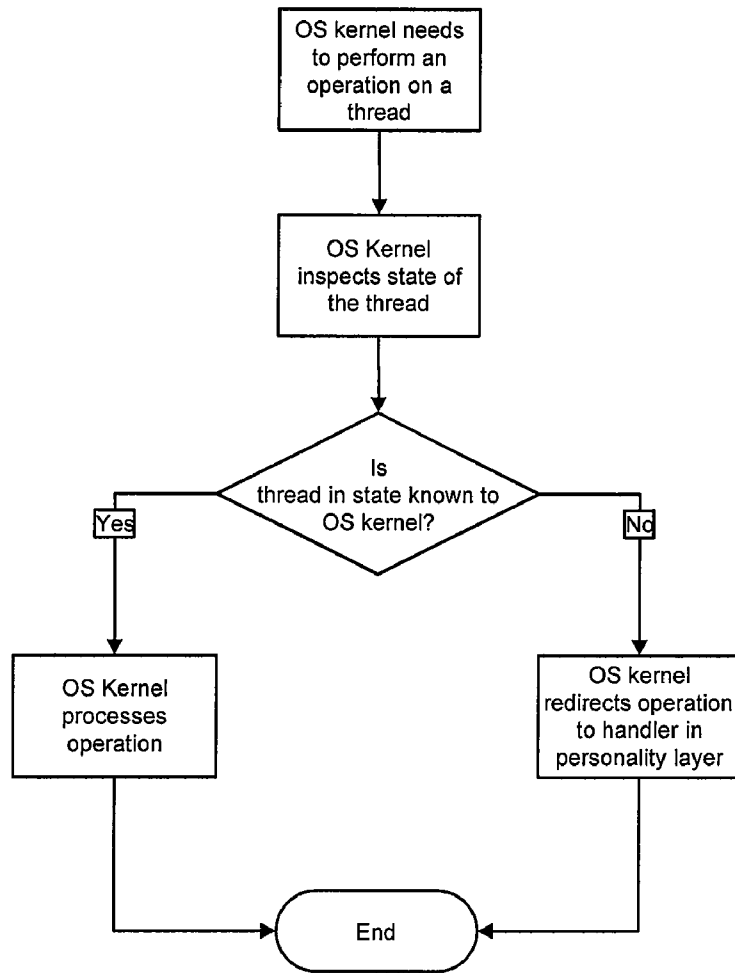 OS kernel needs
to perform an
operation on a
thread
OS Kernel
inspects state of
the thread
Is
thread in state known to
OS kernel?
Yes
No
OS Kernel
processes
operation
OS kernel
redirects operation
to handler in
personality layer
End